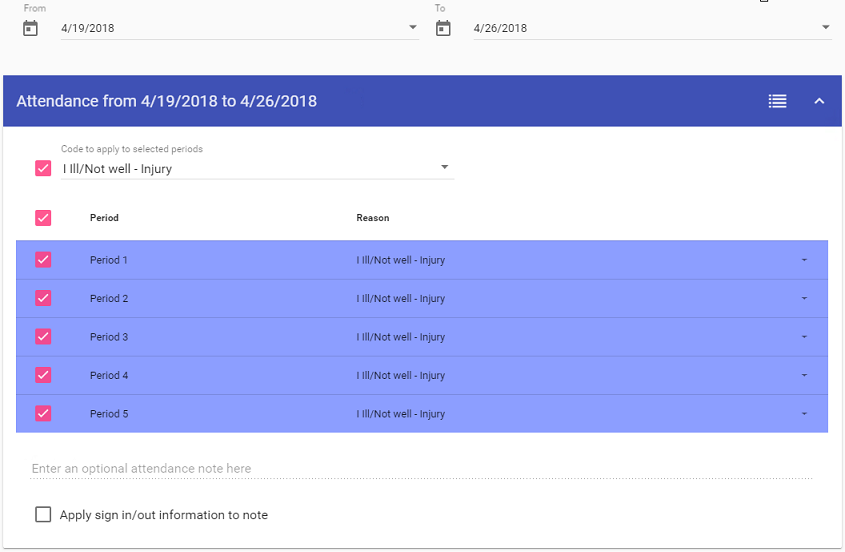 From To
4/19/2018 4/26/2018
Attendance from 4/19/2018 to 4/26/2018
Code to apply to selected periods
I Ill/Not well - Injury
Period Reason
Period 1 I Ill/Not well - Injury
Period 2 I Ill/Not well - Injury
Period 3 I Ill/Not well - Injury
Period 4 I Ill/Not well - Injury
Period 5 I Ill/Not well - Injury
Enter an optional attendance note here
Apply sign in/out information to note